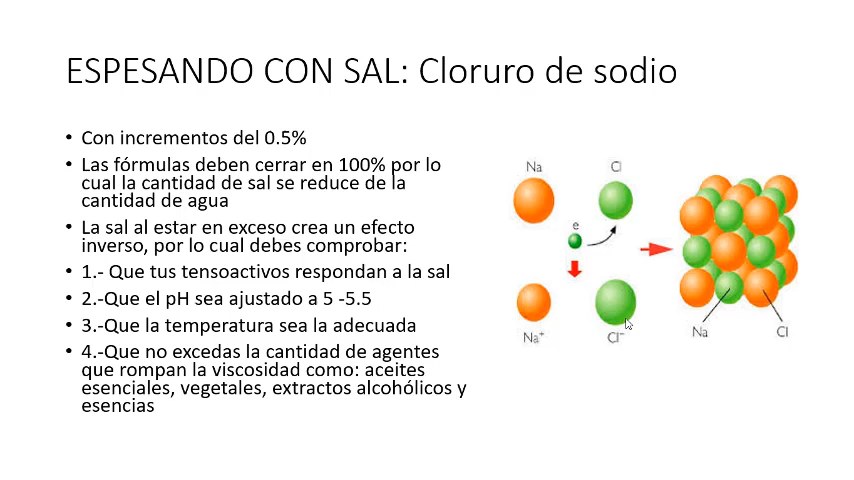 ESPESANDO CON SAL: Cloruro de sodio
• Con incrementos del 0.5%
• Las fórmulas deben cerrar en 100% por lo
cual la cantidad de sal se reduce de la
cantidad de agua
• La sal al estar en exceso crea un efecto
inverso, por lo cual debes comprobar:
• 1.- Que tus tensoactivos respondan a la sal
• 2.-Que el pH sea ajustado a 5 -5.5
• 3.-Que la temperatura sea la adecuada
• 4.-Que no excedas la cantidad de agentes
que rompan la viscosidad como: aceites
esenciales, vegetales, extractos alcohólicos y
esencias
Na Cl
e
Na⁺ Cl⁻
Na Cl